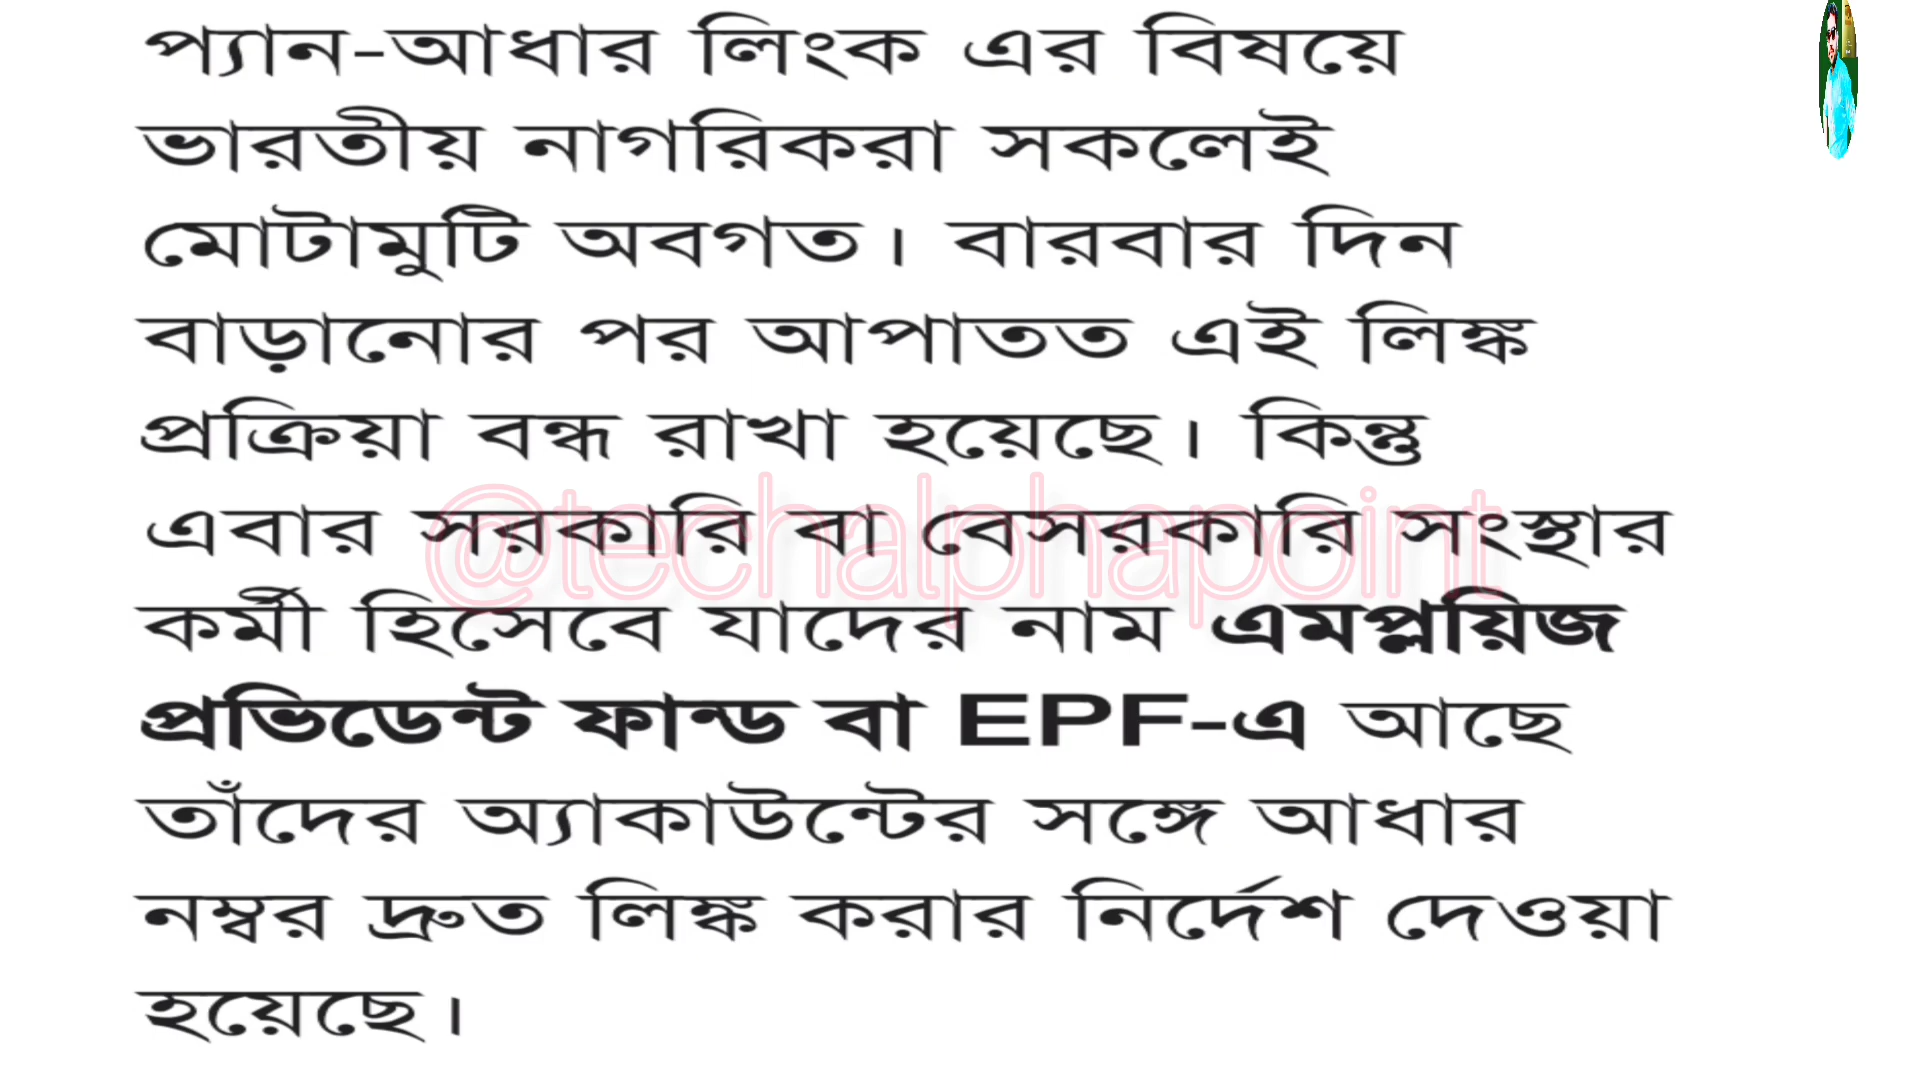 প্যান-আধার লিংক এর বিষয়ে
ভারতীয় নাগরিকরা সকলেই
মোটামুটি অবগত। বারবার দিন
বাড়ানোর পর আপাতত এই লিঙ্ক
প্রক্রিয়া বন্ধ রাখা হয়েছে। কিন্তু
এবার সরকারি বা বেসরকারি সংস্থার
@techalphapoint
কর্মী হিসেবে যাদের নাম এমপ্লয়িজ
প্রভিডেন্ট ফান্ড বা EPF-এ আছে
তাঁদের অ্যাকাউন্টের সঙ্গে আধার
নম্বর দ্রুত লিঙ্ক করার নির্দেশ দেওয়া
হয়েছে।